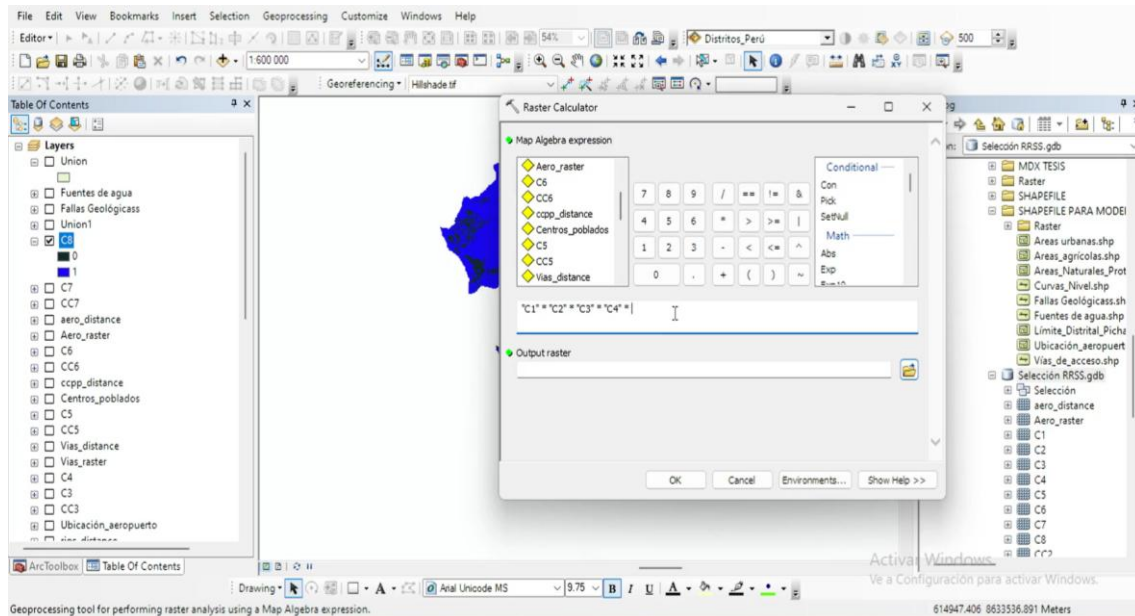 File Edit View Bookmarks Insert Selection Geoprocessing Customize Windows Help
Editor 54% Distritos_Perú 500
1:600 000
Georeferencing Hillshade.tif
Table Of Contents
Layers
Union
Fuentes de agua
Fallas Geológicass
Union1
C8
0
1
C7
CC7
aero_distance
Aero_raster
C6
CC6
ccpp_distance
Centros_poblados
C5
CC5
Vias_distance
Vias_raster
C4
C3
CC3
Ubicación_aeropuerto
ArcToolbox Table Of Contents
Raster Calculator
Map Algebra expression
Aero_raster
C6
CC6
ccpp_distance
Centros_poblados
C5
CC5
Vias_distance
7 8 9 / == != &
4 5 6 * > >= |
1 2 3 - < <= ^
0 . + ( ) ~
Conditional
Con
Pick
SetNull
Math
Abs
Exp
Exp10
"C1" * "C2" * "C3" * "C4" *
Output raster
OK Cancel Environments... Show Help >>
Selección RRSS.gdb
MDX TESIS
Raster
SHAPEFILE
SHAPEFILE PARA MODEI
Raster
Areas urbanas.shp
Areas_agrícolas.shp
Areas_Naturales_Prot
Curvas_Nivel.shp
Fallas Geológicass.sh
Fuentes de agua.shp
Límite_Distrital_Picha
Ubicación_aeropuert
Vías_de_acceso.shp
Selección RRSS.gdb
Selección
aero_distance
Aero_raster
C1
C2
C3
C4
C5
C6
C7
C8
CC2
Activar Windows
Ve a Configuración para activar Windows.
Drawing A Arial Unicode MS 9.75 B I U A
Geoprocessing tool for performing raster analysis using a Map Algebra expression.
614947.406 8633536.891 Meters